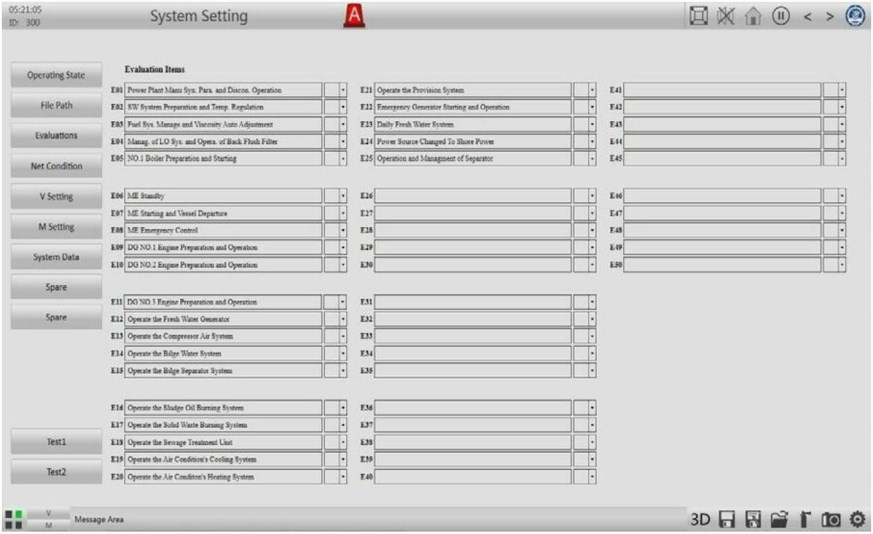 05:21:05
ID: 300
System Setting
A
< >
Operating State
File Path
Evaluations
Net Condition
V Setting
M Setting
System Data
Spare
Spare
Test1
Test2
Evaluation Items
E01 Power Plant Manu Syn. Para. and Discon. Operation
E02 SW System Preparation and Temp. Regulation
E03 Fuel Sys. Manage and Viscosity Auto Adjustment
E04 Manag. of LO Sys. and Opera. of Back Flush Filter
E05 NO.1 Boiler Preparation and Starting
E06 ME Standby
E07 ME Starting and Vessel Departure
E08 ME Emergency Control
E09 DG NO.1 Engine Preparation and Operation
E10 DG NO.2 Engine Preparation and Operation
E11 DG NO.3 Engine Preparation and Operation
E12 Operate the Fresh Water Generator
E13 Operate the Compressor Air System
E14 Operate the Bilge Water System
E15 Operate the Bilge Separator System
E16 Operate the Sludge Oil Burning System
E17 Operate the Solid Waste Burning System
E18 Operate the Sewage Treatment Unit
E19 Operate the Air Condition's Cooling System
E20 Operate the Air Conditon's Heating System
E21 Operate the Provision System
E22 Emergency Generator Starting and Operation
E23 Daily Fresh Water System
E24 Power Source Changed To Shore Power
E25 Operation and Managment of Separator
E26
E27
E28
E29
E30
E31
E32
E33
E34
E35
E36
E37
E38
E39
E40
E41
E42
E43
E44
E45
E46
E47
E48
E49
E50
V
M
Message Area
3D